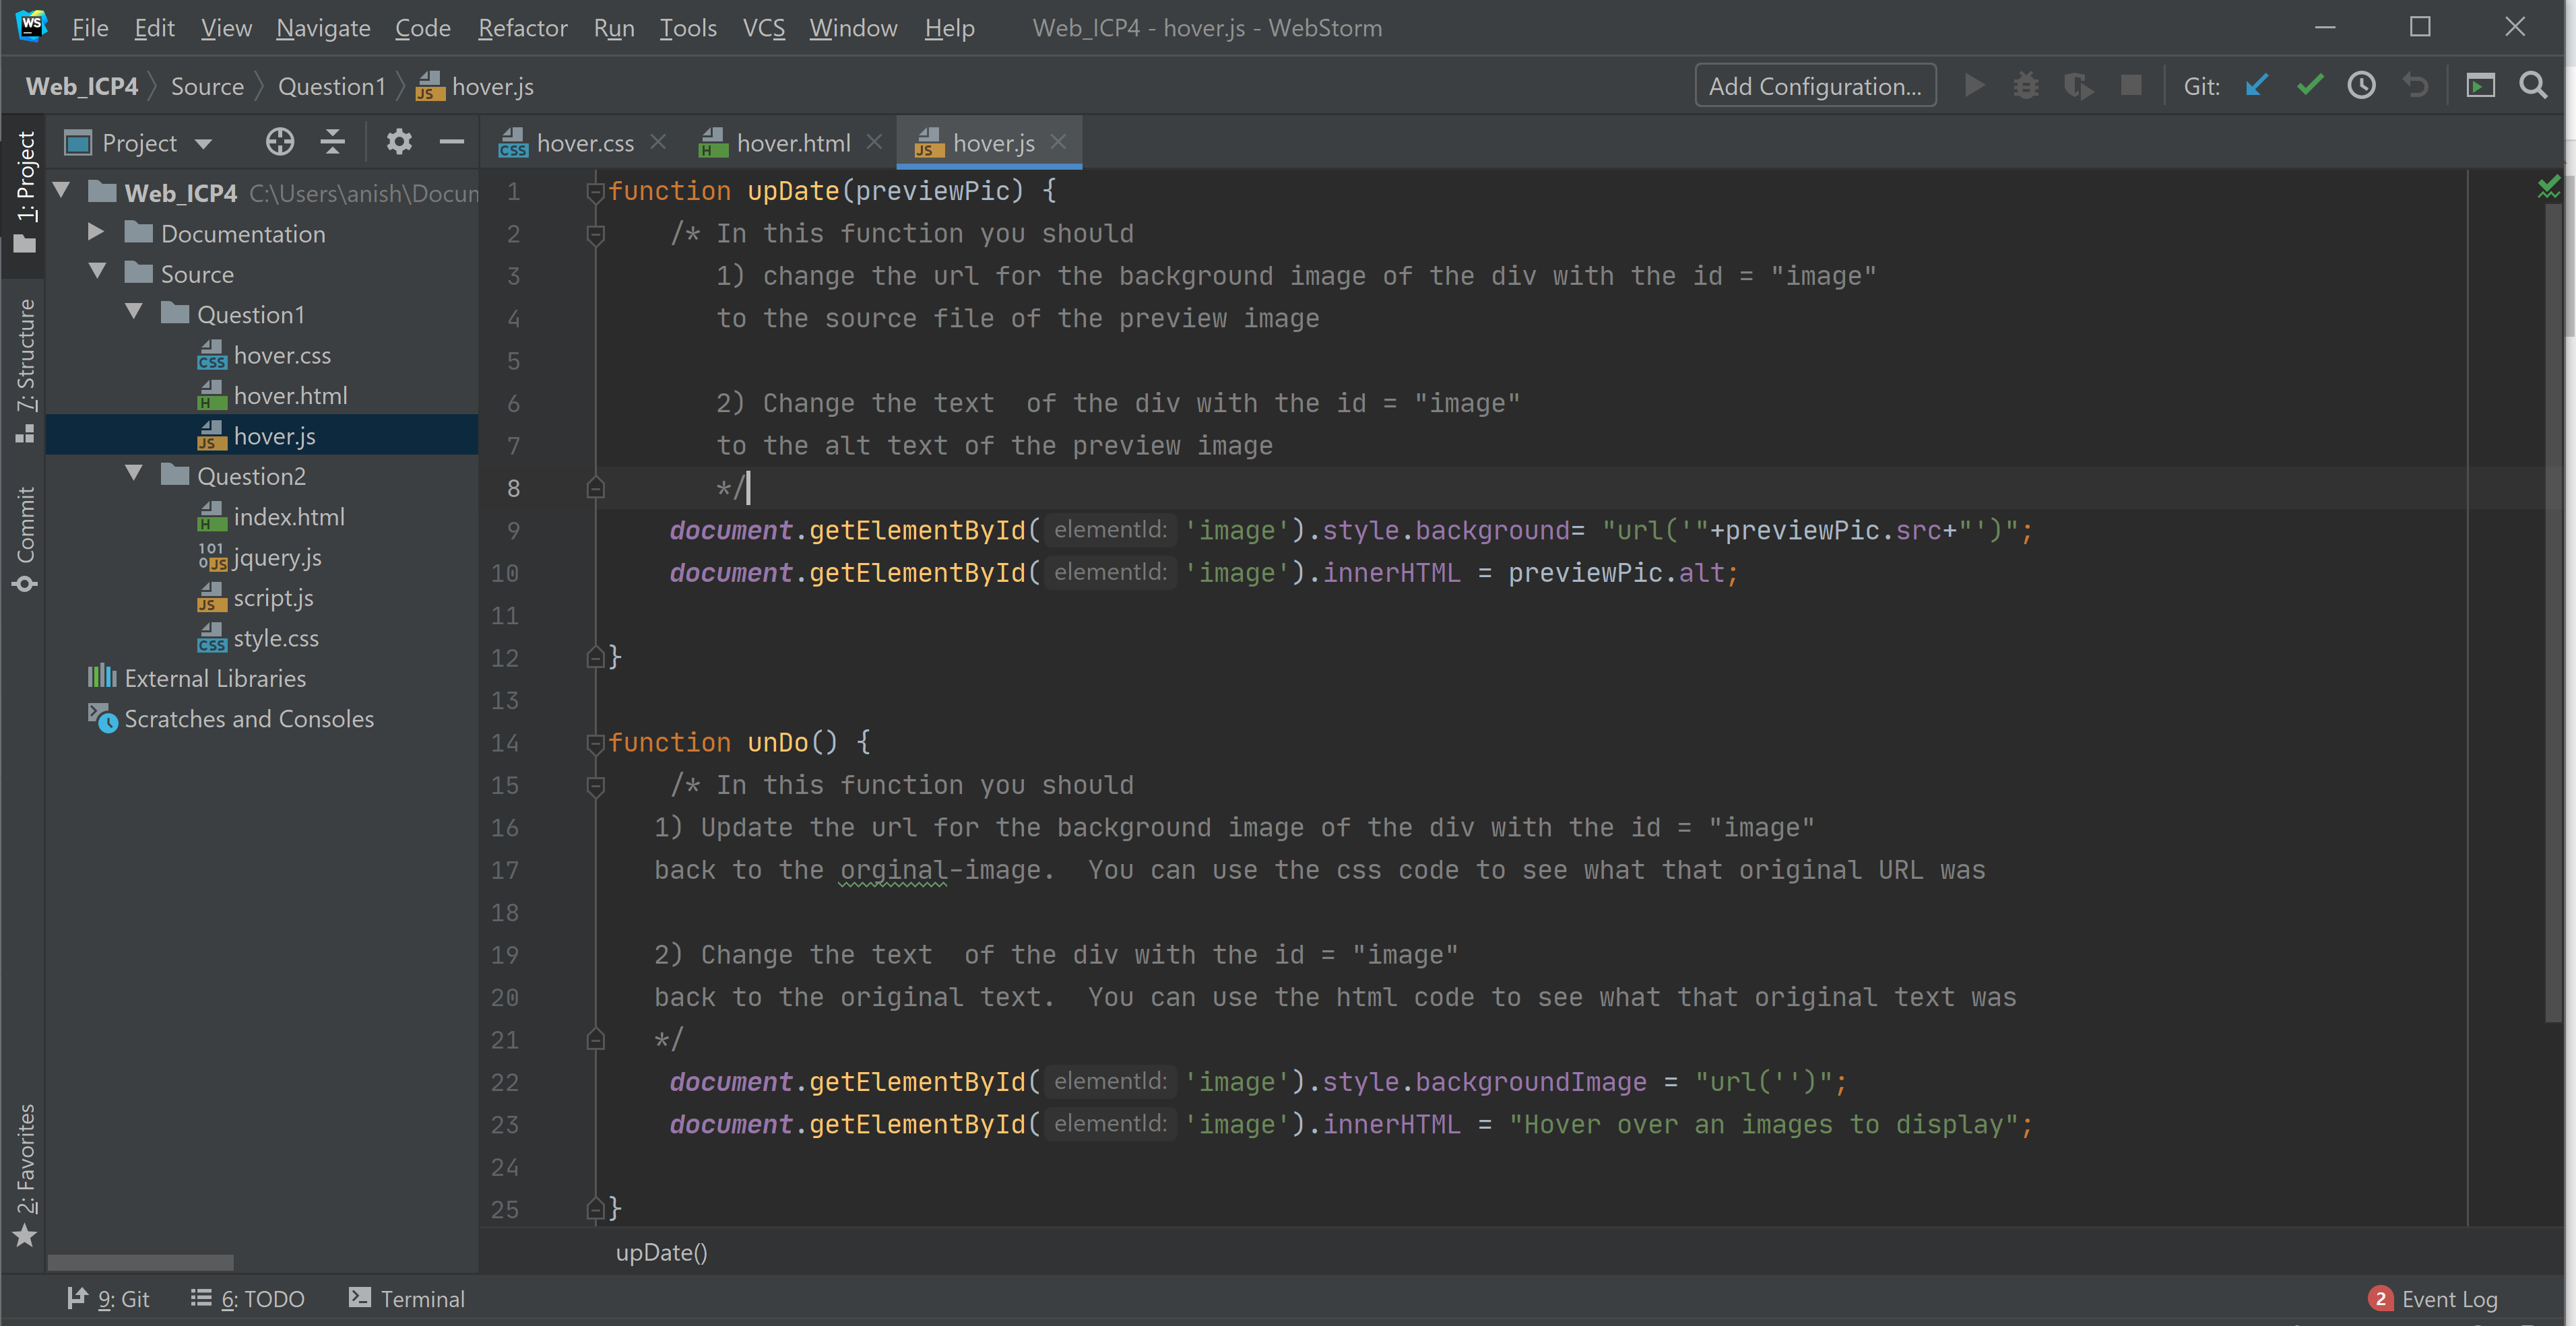 WS File Edit View Navigate Code Refactor Run Tools VCS Window Help Web_ICP4 - hover.js - WebStorm
Web_ICP4 Source Question1 JS hover.js Add Configuration... Git:
Project CSS hover.css H hover.html JS hover.js
1: Project
7: Structure
Commit
2: Favorites
Web_ICP4 C:\Users\anish\Docum
Documentation
Source
Question1
CSS hover.css
H hover.html
JS hover.js
Question2
H index.html
101 0 JS jquery.js
JS script.js
CSS style.css
External Libraries
Scratches and Consoles
1 function upDate(previewPic) {
2 /* In this function you should
3 1) change the url for the background image of the div with the id = "image"
4 to the source file of the preview image
5
6 2) Change the text  of the div with the id = "image"
7 to the alt text of the preview image
8 */
9 document.getElementById( elementId: 'image').style.background= "url('"+previewPic.src+"')";
10 document.getElementById( elementId: 'image').innerHTML = previewPic.alt;
11
12 }
13
14 function unDo() {
15 /* In this function you should
16 1) Update the url for the background image of the div with the id = "image"
17 back to the orginal-image.  You can use the css code to see what that original URL was
18
19 2) Change the text  of the div with the id = "image"
20 back to the original text.  You can use the html code to see what that original text was
21 */
22 document.getElementById( elementId: 'image').style.backgroundImage = "url('')";
23 document.getElementById( elementId: 'image').innerHTML = "Hover over an images to display";
24
25 }
upDate()
9: Git 6: TODO Terminal 2 Event Log